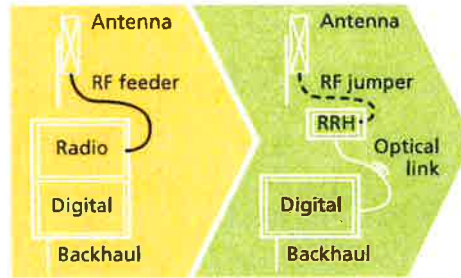 Antenna
RF feeder
Radio
Digital
Backhaul
Antenna
RF jumper
RRH
Optical
link
Digital
Backhaul